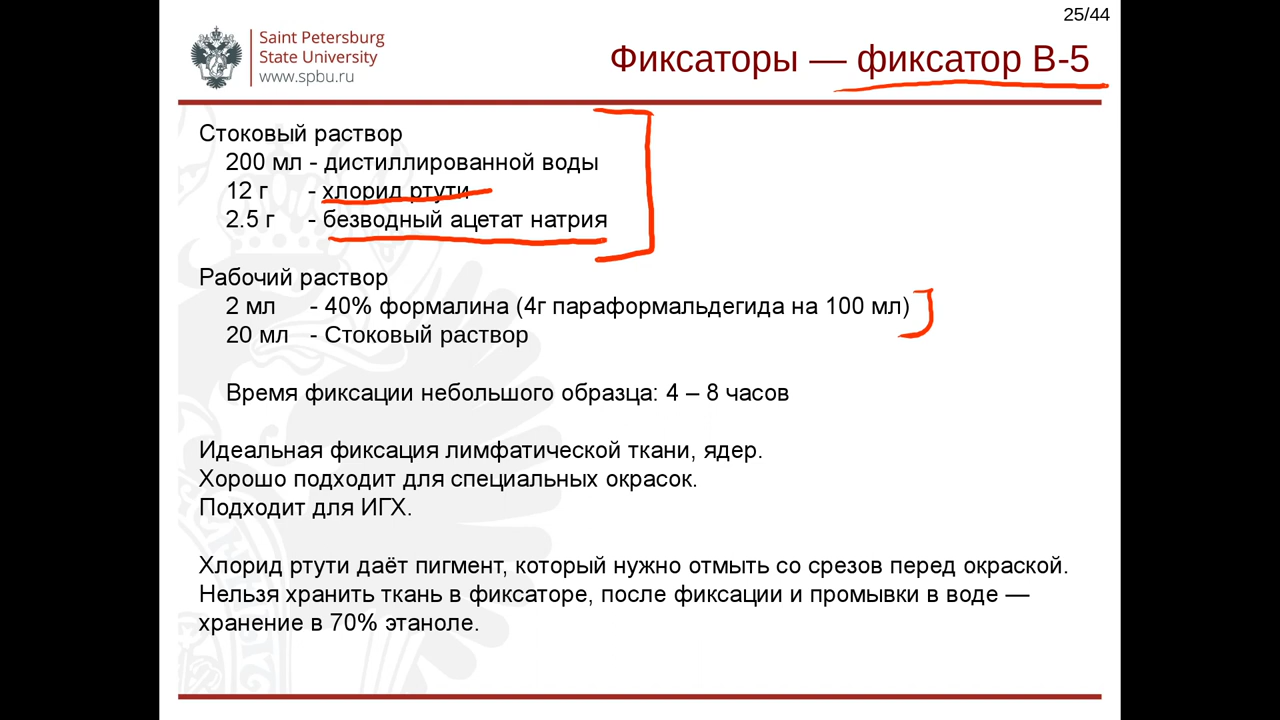 25/44
Saint Petersburg
State University
www.spbu.ru
Фиксаторы — фиксатор B-5
Стоковый раствор
200 мл - дистиллированной воды
12 г - хлорид ртути
2.5 г - безводный ацетат натрия
Рабочий раствор
2 мл - 40% формалина (4г параформальдегида на 100 мл)
20 мл - Стоковый раствор
Время фиксации небольшого образца: 4 – 8 часов
Идеальная фиксация лимфатической ткани, ядер.
Хорошо подходит для специальных окрасок.
Подходит для ИГХ.
Хлорид ртути даёт пигмент, который нужно отмыть со срезов перед окраской.
Нельзя хранить ткань в фиксаторе, после фиксации и промывки в воде —
хранение в 70% этаноле.